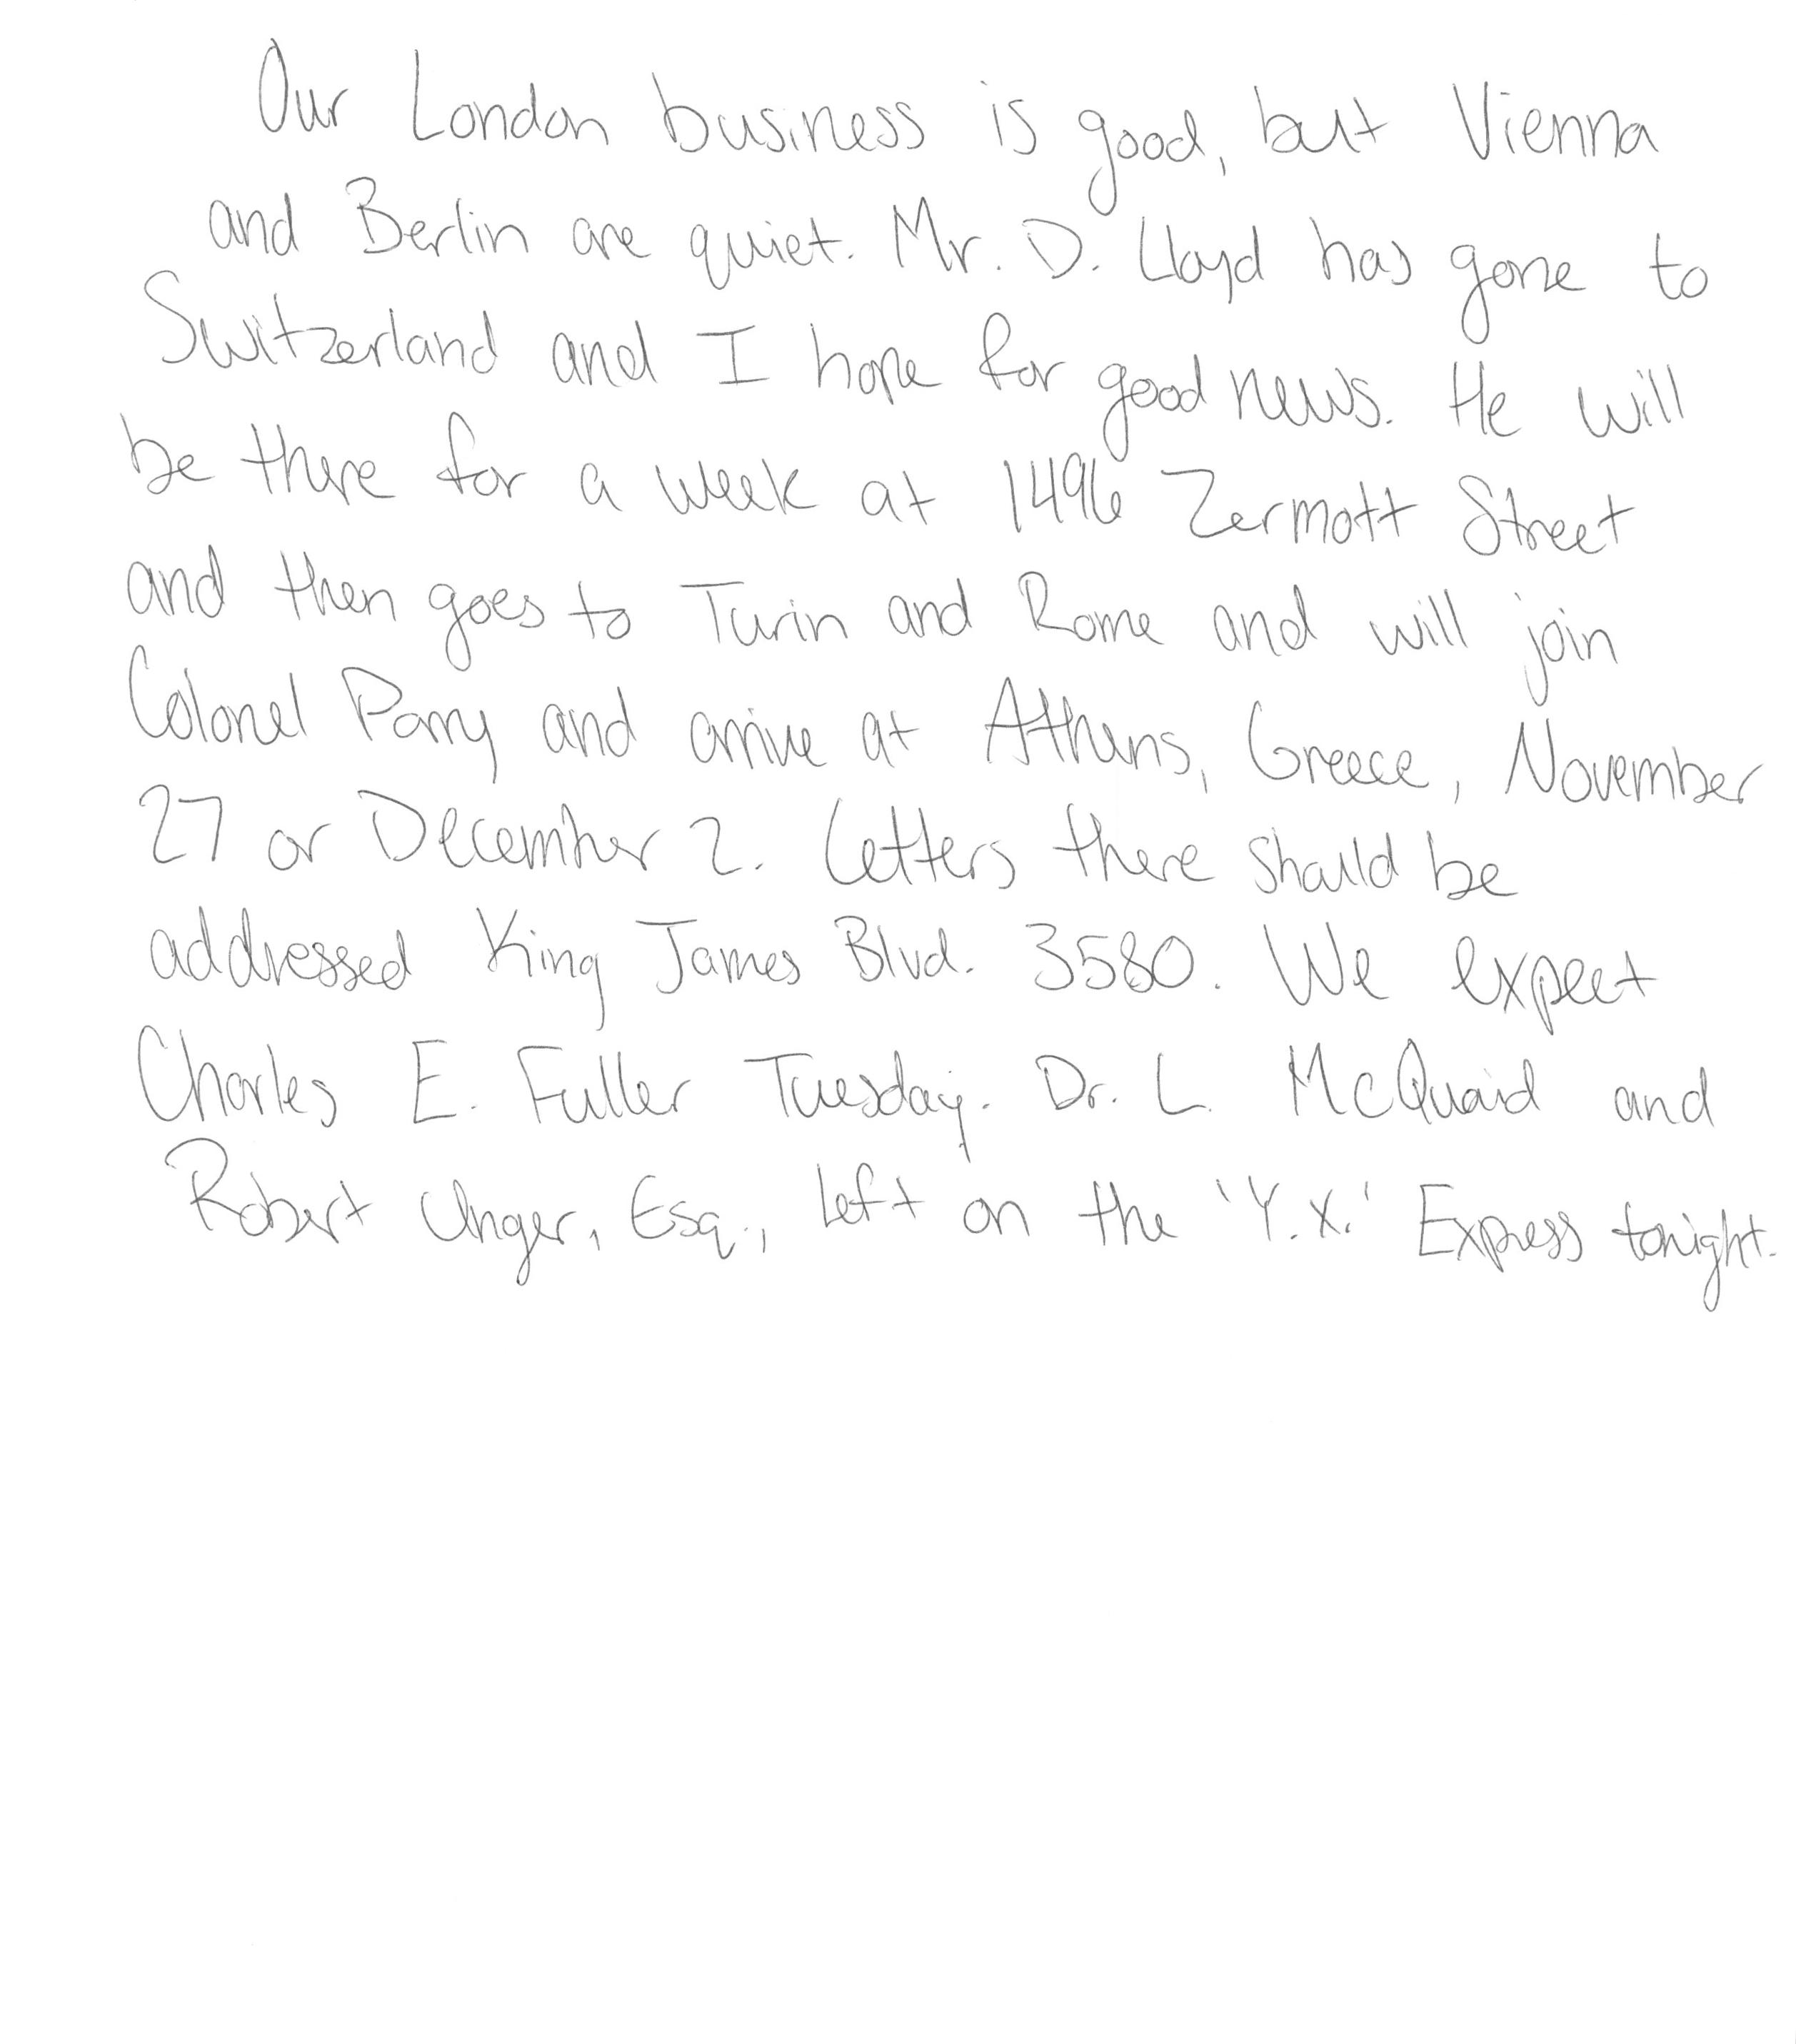 Our London business is good, but Vienna
and Berlin are quiet. Mr. D. Lloyd has gone to
Switzerland and I hope for good news. He will
be there for a week at 1496 Zermott Street
and then goes to Turin and Rome and will join
Colonel Parry and arrive at Athens, Greece, November
27 or December 2. Letters there should be
addressed King James Blvd. 3580. We expect
Charles E. Fuller Tuesday. Dr. L. McQuaid and
Robert Unger, Esq., left on the 'Y.X.' Express tonight.